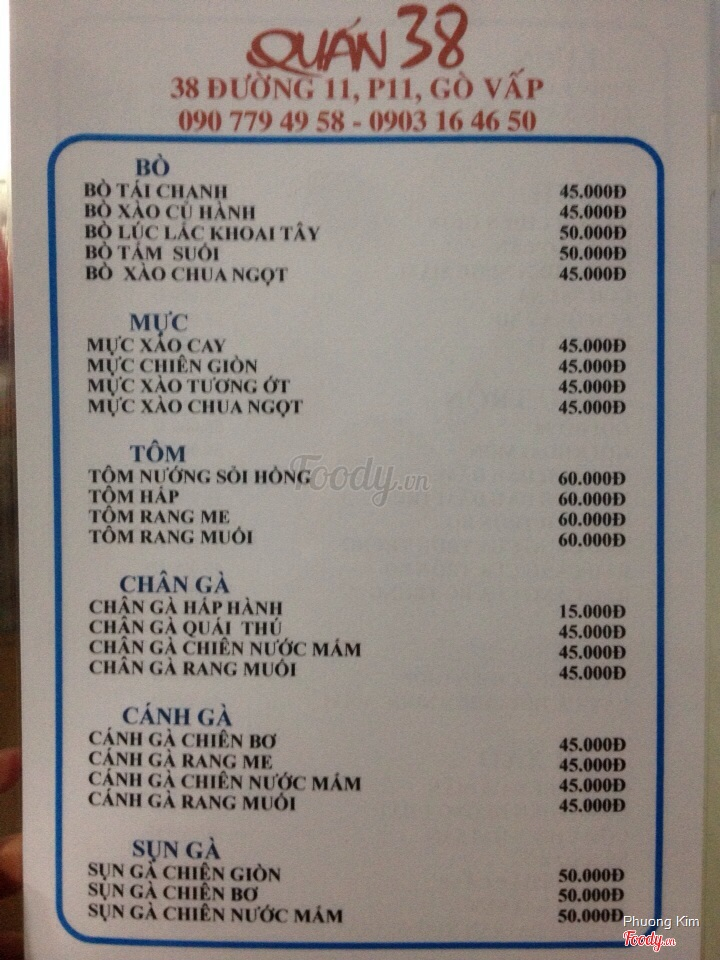 QUÁN 38
38 ĐƯỜNG 11, P11, GÒ VẤP
090 779 49 58 - 0903 16 46 50
BÒ
BÒ TÁI CHANH 45.000Đ
BÒ XÀO CỦ HÀNH 45.000Đ
BÒ LÚC LẮC KHOAI TÂY 50.000Đ
BÒ TẮM SUỐI 50.000Đ
BÒ XÀO CHUA NGỌT 45.000Đ
MỰC
MỰC XÀO CAY 45.000Đ
MỰC CHIÊN GIÒN 45.000Đ
MỰC XÀO TƯƠNG ỚT 45.000Đ
MỰC XÀO CHUA NGỌT 45.000Đ
TÔM
TÔM NƯỚNG SỎI HỒNG 60.000Đ
TÔM HẤP 60.000Đ
TÔM RANG ME 60.000Đ
TÔM RANG MUỐI 60.000Đ
Foody.vn
CHÂN GÀ
CHÂN GÀ HẤP HÀNH 15.000Đ
CHÂN GÀ QUÁI THÚ 45.000Đ
CHÂN GÀ CHIÊN NƯỚC MẮM 45.000Đ
CHÂN GÀ RANG MUỐI 45.000Đ
CÁNH GÀ
CÁNH GÀ CHIÊN BƠ 45.000Đ
CÁNH GÀ RANG ME 45.000Đ
CÁNH GÀ CHIÊN NƯỚC MẮM 45.000Đ
CÁNH GÀ RANG MUỐI 45.000Đ
SỤN GÀ
SỤN GÀ CHIÊN GIÒN 50.000Đ
SỤN GÀ CHIÊN BƠ 50.000Đ
SỤN GÀ CHIÊN NƯỚC MẮM 50.000Đ
Phuong Kim
Foody.vn